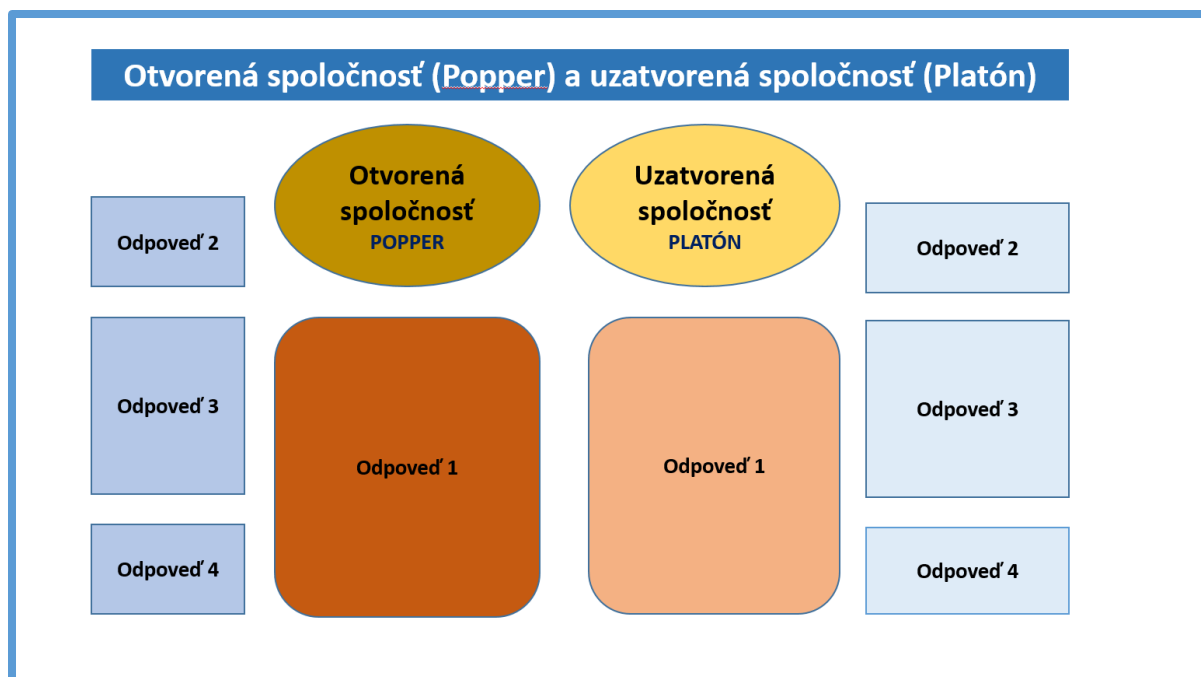 Otvorená spoločnosť (Popper) a uzatvorená spoločnosť (Platón)
Otvorená
spoločnosť
POPPER
Uzatvorená
spoločnosť
PLATÓN
Odpoveď 2
Odpoveď 2
Odpoveď 3
Odpoveď 3
Odpoveď 1
Odpoveď 1
Odpoveď 4
Odpoveď 4